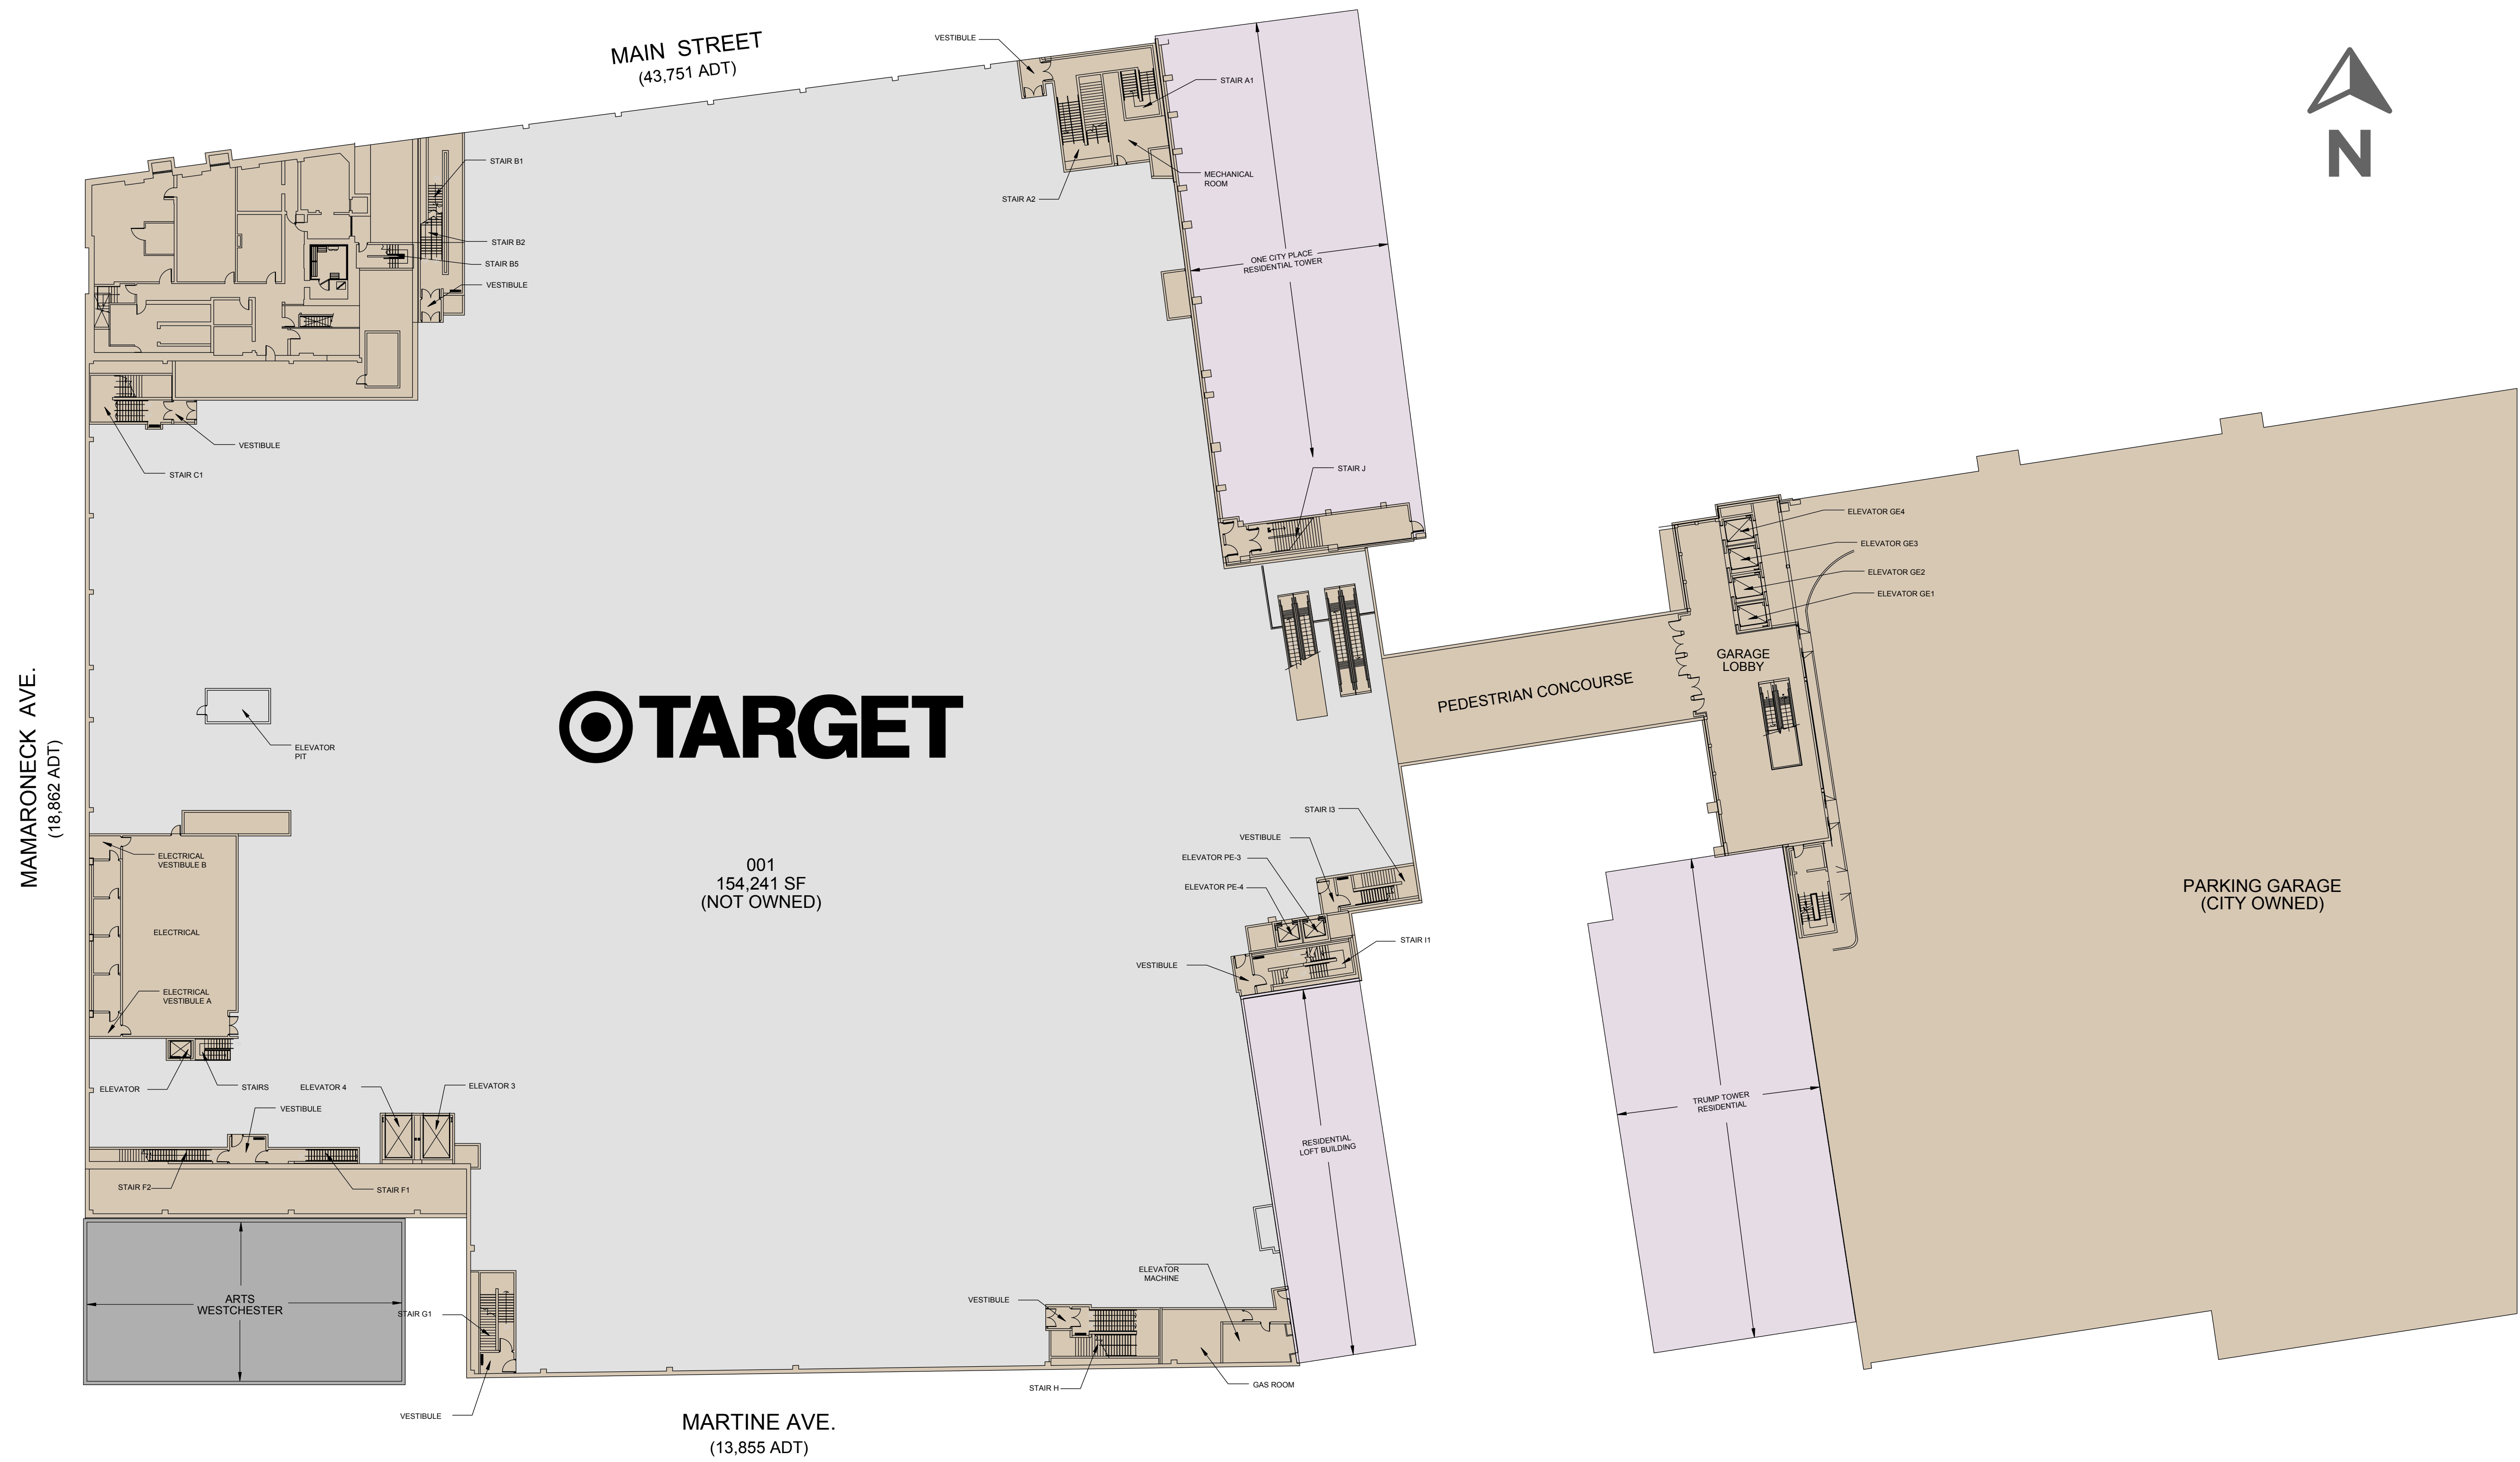 MAIN STREET
(43,751 ADT)
VESTIBULE
STAIR A1
MECHANICAL
ROOM
STAIR A2
N
STAIR B1
STAIR B2
STAIR B5
VESTIBULE
ONE CITY PLACE
RESIDENTIAL TOWER
VESTIBULE
STAIR C1
STAIR J
ELEVATOR GE4
ELEVATOR GE3
ELEVATOR GE2
ELEVATOR GE1
GARAGE
LOBBY
PEDESTRIAN CONCOURSE
MAMARONECK AVE.
(18,862 ADT)
ELEVATOR
PIT
TARGET
001
154,241 SF
(NOT OWNED)
STAIR I3
VESTIBULE
ELEVATOR PE-3
ELEVATOR PE-4
STAIR I1
VESTIBULE
PARKING GARAGE
(CITY OWNED)
ELECTRICAL
VESTIBULE B
ELECTRICAL
ELECTRICAL
VESTIBULE A
ELEVATOR
STAIRS
ELEVATOR 4
ELEVATOR 3
VESTIBULE
STAIR F2
STAIR F1
TRUMP TOWER
RESIDENTIAL
RESIDENTIAL
LOFT BUILDING
ARTS
WESTCHESTER
STAIR G1
VESTIBULE
ELEVATOR
MACHINE
VESTIBULE
STAIR H
GAS ROOM
MARTINE AVE.
(13,855 ADT)